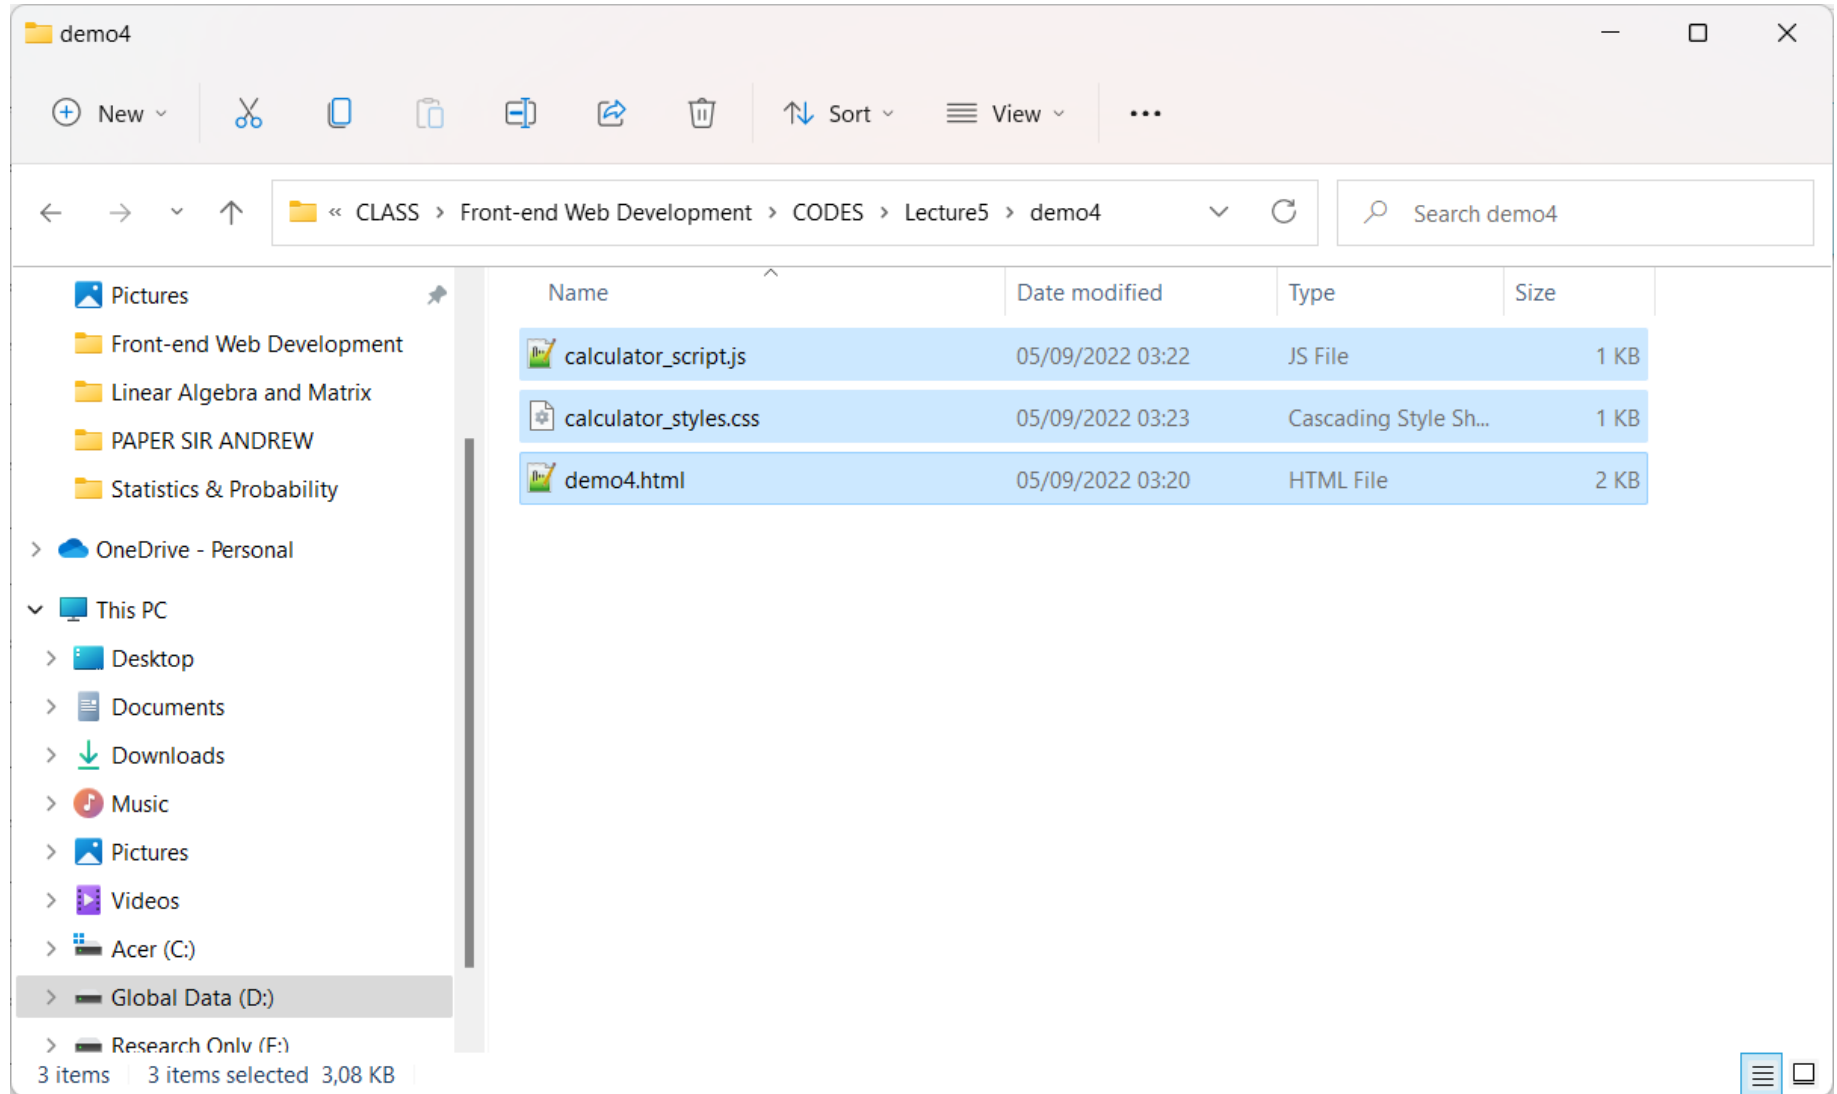 demo4
New
Sort
View
« CLASS > Front-end Web Development > CODES > Lecture5 > demo4
Search demo4
Name Date modified Type Size
calculator_script.js 05/09/2022 03:22 JS File 1 KB
calculator_styles.css 05/09/2022 03:23 Cascading Style Sh... 1 KB
demo4.html 05/09/2022 03:20 HTML File 2 KB
Pictures
Front-end Web Development
Linear Algebra and Matrix
PAPER SIR ANDREW
Statistics & Probability
OneDrive - Personal
This PC
Desktop
Documents
Downloads
Music
Pictures
Videos
Acer (C:)
Global Data (D:)
Research Only (E:)
3 items 3 items selected 3,08 KB